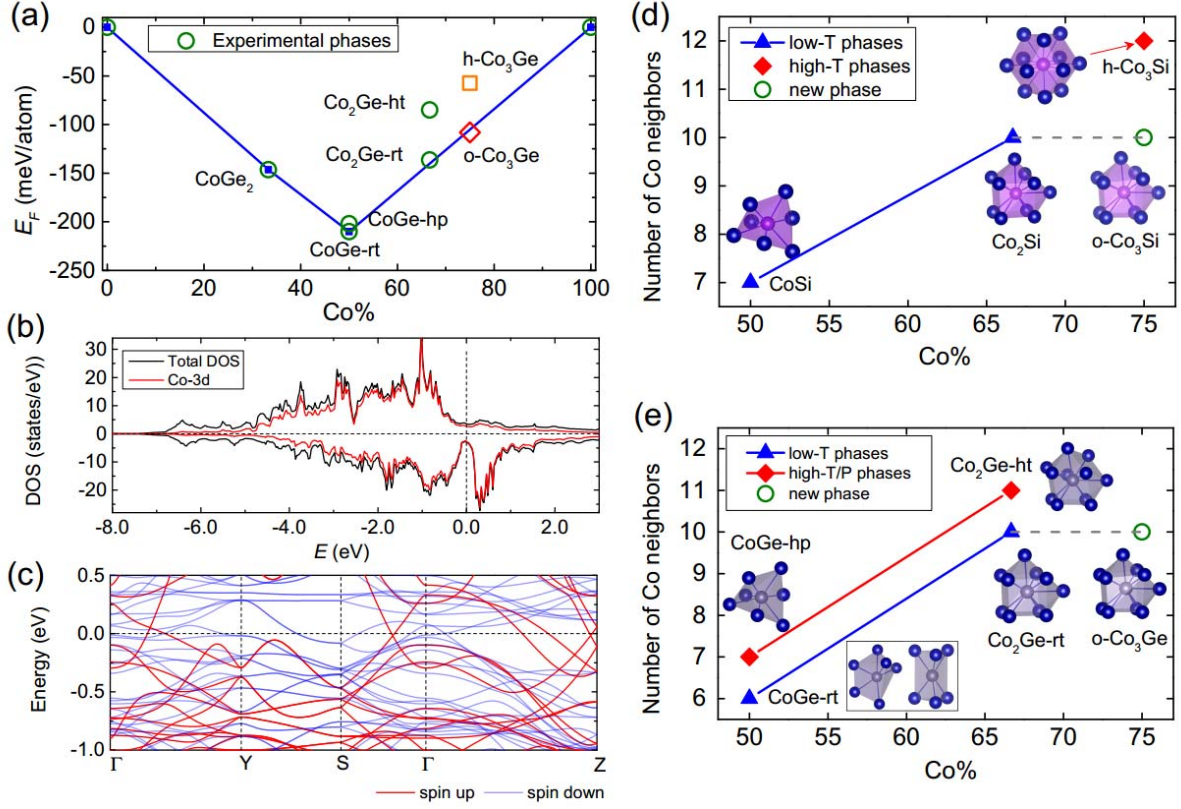 (a)
0
-50
-100
-150
-200
-250
E_F (meV/atom)
Experimental phases
h-Co₃Ge
Co₂Ge-ht
Co₂Ge-rt
o-Co₃Ge
CoGe₂
CoGe-hp
CoGe-rt
0 20 40 60 80 100
Co%
(b)
30
20
10
0
-10
-20
DOS (states/eV))
Total DOS
Co-3d
-8.0 -6.0 -4.0 -2.0 0.0 2.0
E (eV)
(c)
0.5
0.0
-0.5
-1.0
Energy (eV)
Γ Y S Γ Z
spin up spin down
(d)
12
11
10
9
8
7
Number of Co neighbors
low-T phases
high-T phases
new phase
h-Co₃Si
Co₂Si
o-Co₃Si
CoSi
50 55 60 65 70 75
Co%
(e)
12
11
10
9
8
7
6
Number of Co neighbors
low-T phases
high-T/P phases
new phase
Co₂Ge-ht
CoGe-hp
Co₂Ge-rt
o-Co₃Ge
CoGe-rt
50 55 60 65 70 75
Co%